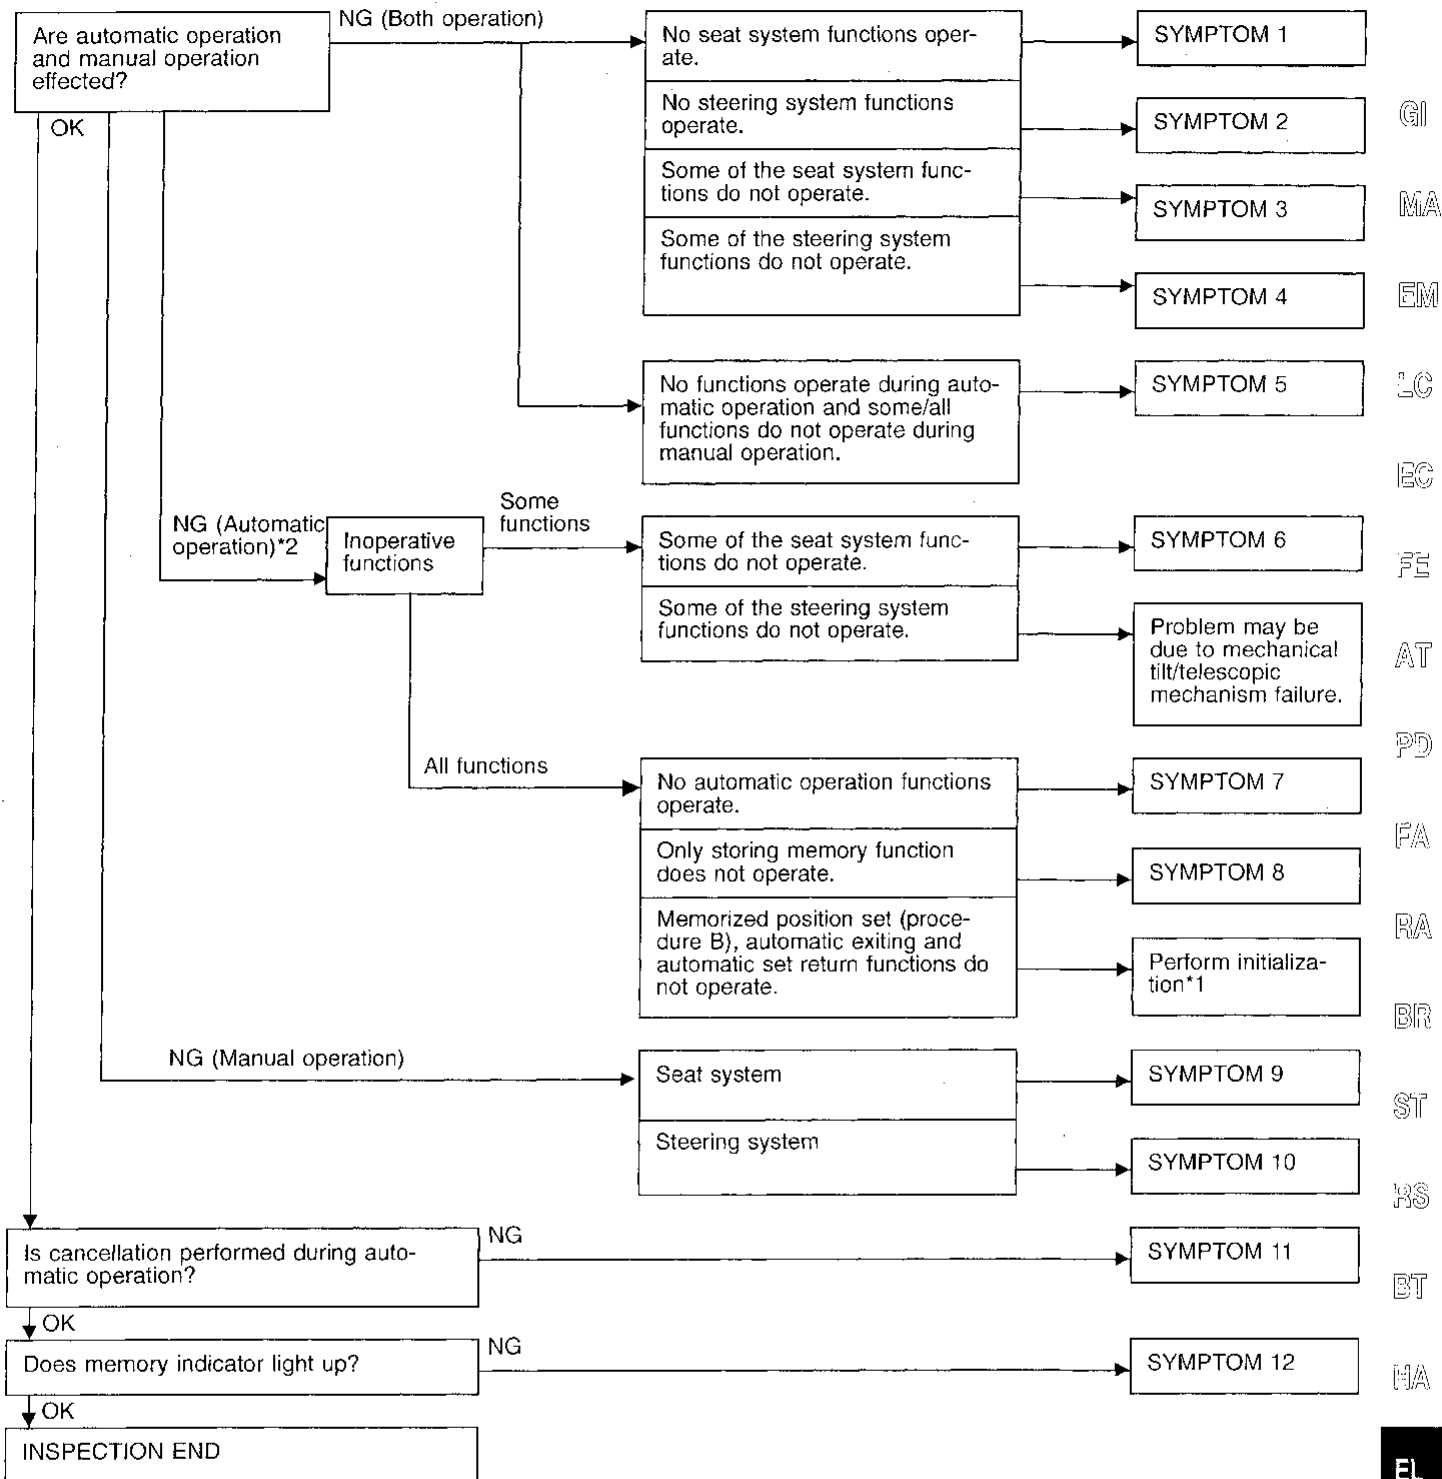 Are automatic operation
and manual operation
effected?
NG (Both operation)
OK
No seat system functions oper-
ate.
SYMPTOM 1
No steering system functions
operate.
SYMPTOM 2
Some of the seat system func-
tions do not operate.
SYMPTOM 3
Some of the steering system
functions do not operate.
SYMPTOM 4
No functions operate during auto-
matic operation and some/all
functions do not operate during
manual operation.
SYMPTOM 5
NG (Automatic
operation)*2
Inoperative
functions
Some
functions
Some of the seat system func-
tions do not operate.
SYMPTOM 6
Some of the steering system
functions do not operate.
Problem may be
due to mechanical
tilt/telescopic
mechanism failure.
All functions
No automatic operation functions
operate.
SYMPTOM 7
Only storing memory function
does not operate.
SYMPTOM 8
Memorized position set (proce-
dure B), automatic exiting and
automatic set return functions do
not operate.
Perform initializa-
tion*1
NG (Manual operation)
Seat system
SYMPTOM 9
Steering system
SYMPTOM 10
Is cancellation performed during auto-
matic operation?
NG
SYMPTOM 11
OK
Does memory indicator light up?
NG
SYMPTOM 12
OK
INSPECTION END
GI
MA
EM
LC
EC
FE
AT
PD
FA
RA
BR
ST
RS
BT
HA
EL